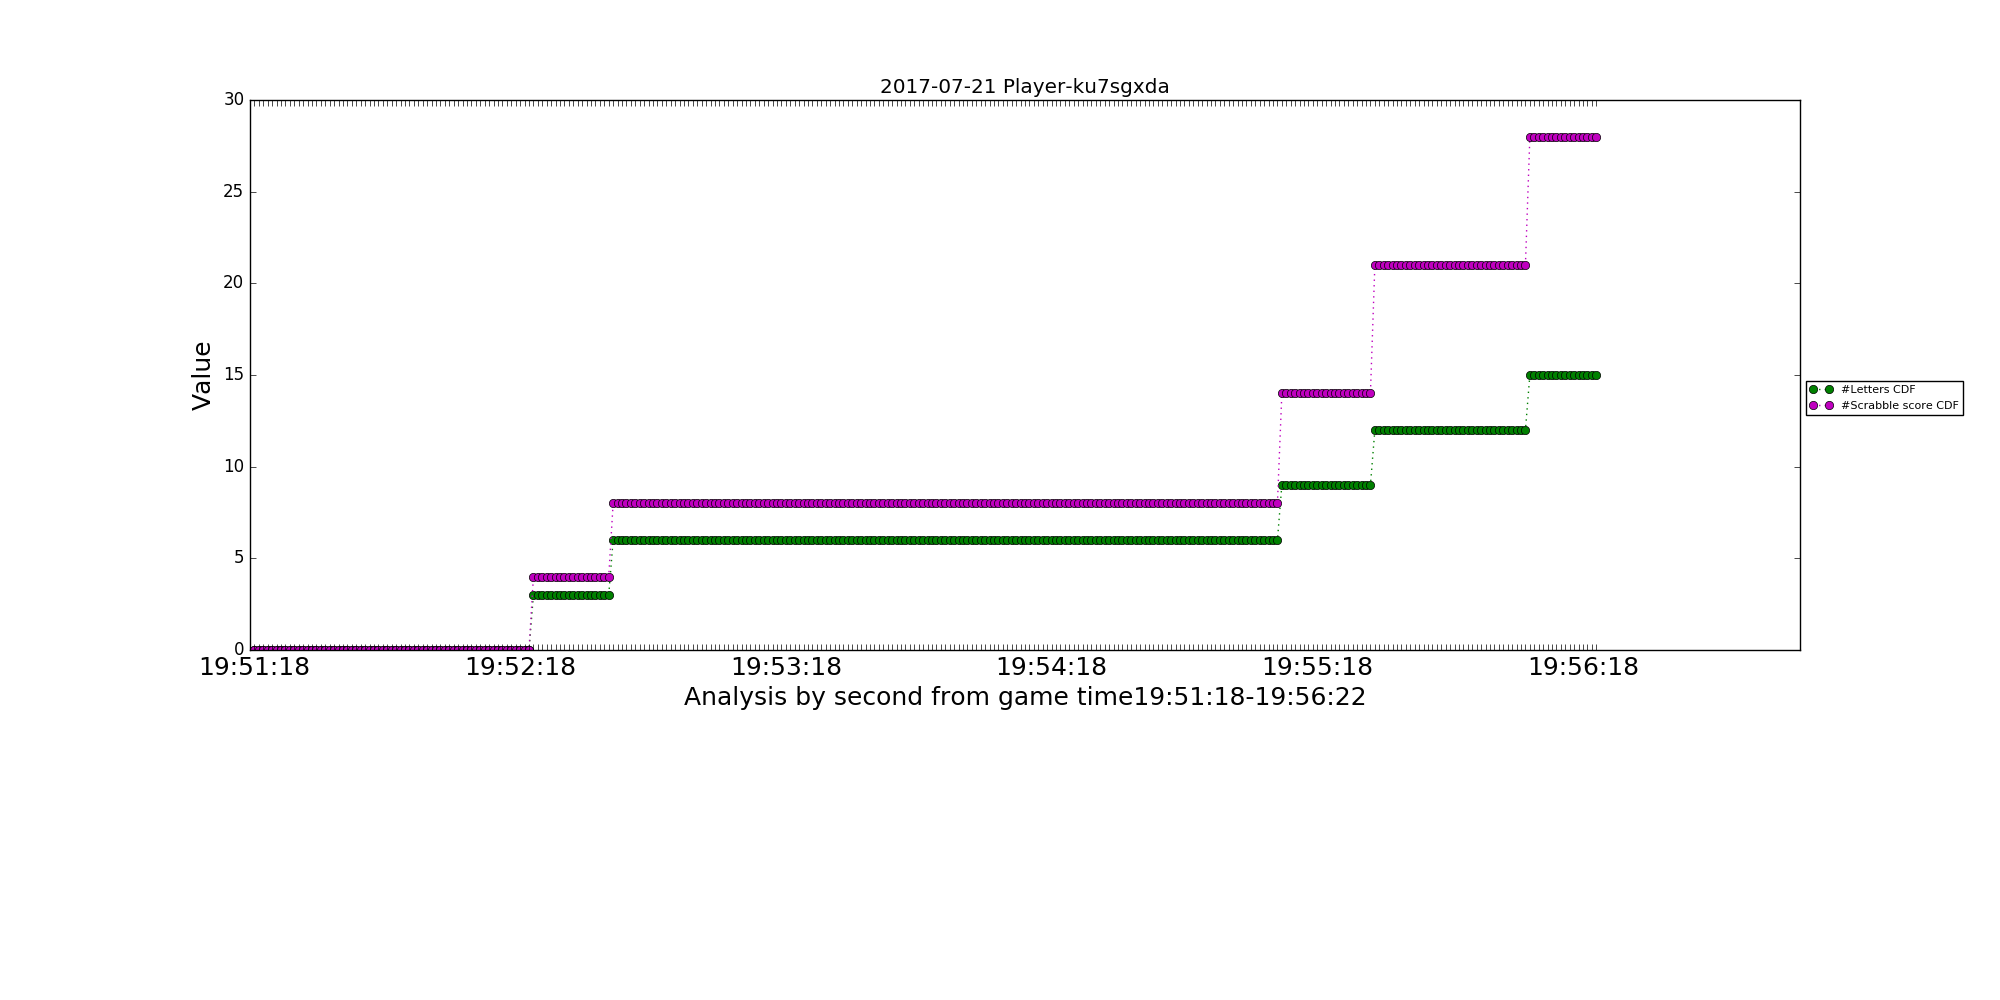 2017-07-21 Player-ku7sgxda
30
25
20
15
10
5
0
Value
19:51:18 19:52:18 19:53:18 19:54:18 19:55:18 19:56:18
Analysis by second from game time19:51:18-19:56:22
#Letters CDF
#Scrabble score CDF